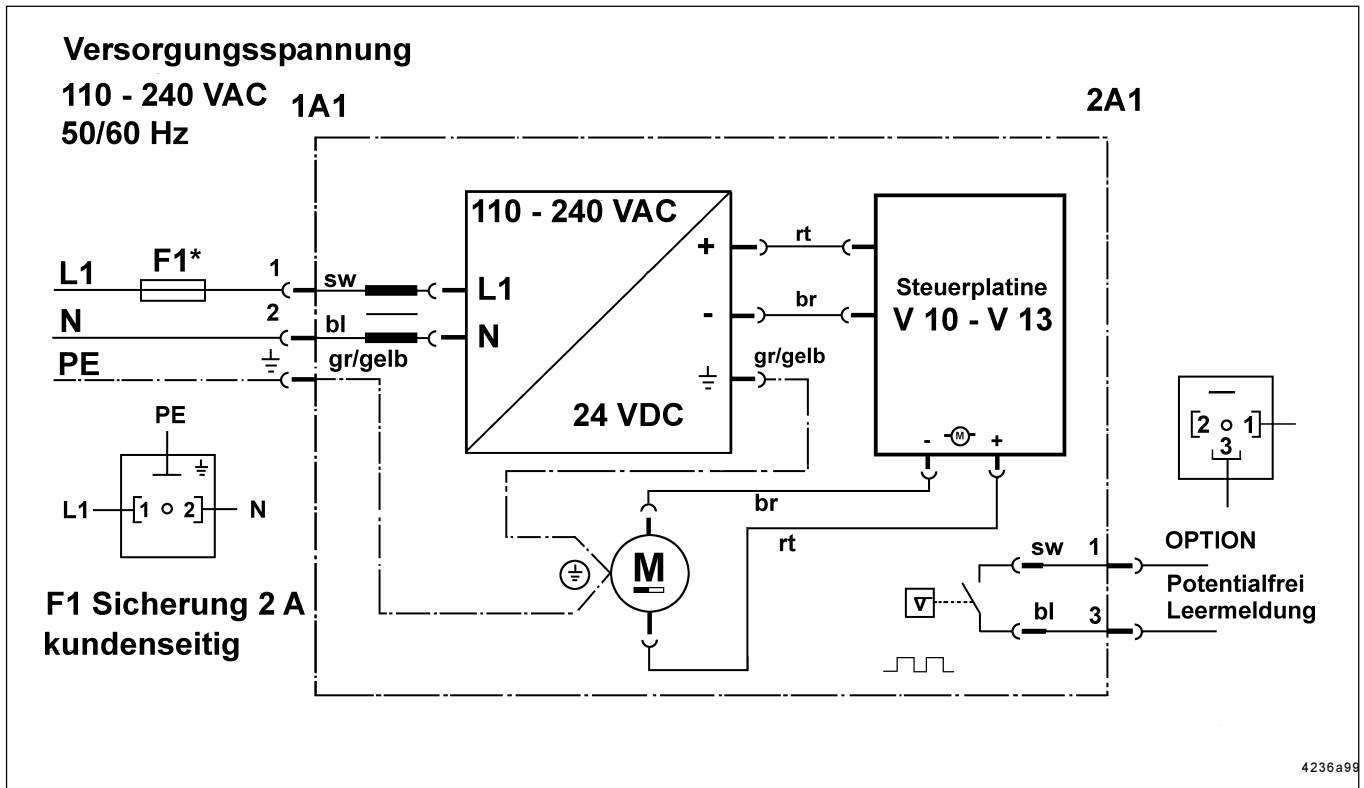 Versorgungsspannung
110 - 240 VAC
50/60 Hz
1A1
2A1
110 - 240 VAC
+
rt
L1
F1*
1
sw
L1
Steuerplatine
V 10 - V 13
-
br
N
2
bl
N
PE
gr/gelb
gr/gelb
24 VDC
- M +
PE
2 1
3
L1
1 2
N
br
rt
M
sw
1
OPTION
Potentialfrei
Leermeldung
bl
3
F1 Sicherung 2 A
kundenseitig
4236a99